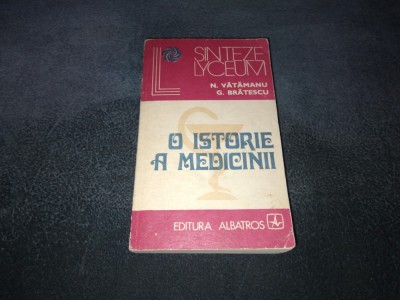 SINTEZE
LYCEUM
N. VĂTĂMANU
G. BRĂTESCU
O ISTORIE
A MEDICINII
EDITURA ALBATROS